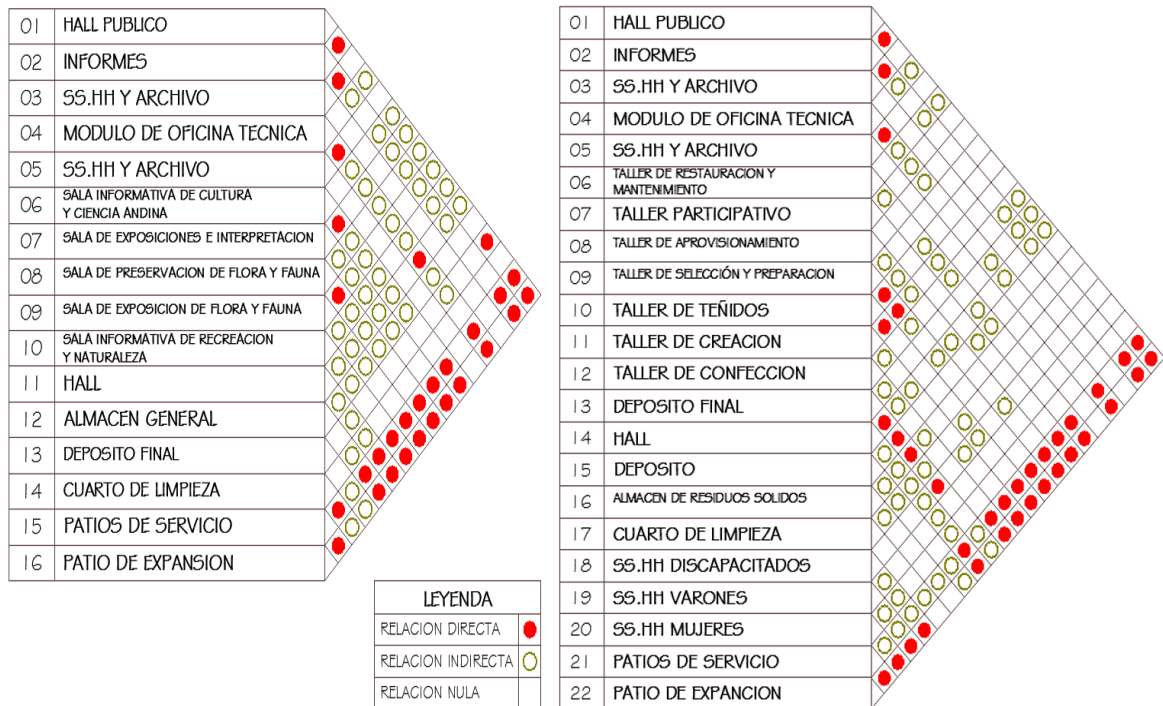 01 HALL PUBLICO
02 INFORMES
03 SS.HH Y ARCHIVO
04 MODULO DE OFICINA TECNICA
05 SS.HH Y ARCHIVO
06 SALA INFORMATIVA DE CULTURA
Y CIENCIA ANDINA
07 SALA DE EXPOSICIONES E INTERPRETACION
08 SALA DE PRESERVACION DE FLORA Y FAUNA
09 SALA DE EXPOSICION DE FLORA Y FAUNA
10 SALA INFORMATIVA DE RECREACION
Y NATURALEZA
11 HALL
12 ALMACEN GENERAL
13 DEPOSITO FINAL
14 CUARTO DE LIMPIEZA
15 PATIOS DE SERVICIO
16 PATIO DE EXPANSION
LEYENDA
RELACION DIRECTA
RELACION INDIRECTA
RELACION NULA
01 HALL PUBLICO
02 INFORMES
03 SS.HH Y ARCHIVO
04 MODULO DE OFICINA TECNICA
05 SS.HH Y ARCHIVO
06 TALLER DE RESTAURACION Y
MANTENIMIENTO
07 TALLER PARTICIPATIVO
08 TALLER DE APROVISIONAMIENTO
09 TALLER DE SELECCIÓN Y PREPARACION
10 TALLER DE TEÑIDOS
11 TALLER DE CREACION
12 TALLER DE CONFECCION
13 DEPOSITO FINAL
14 HALL
15 DEPOSITO
16 ALMACEN DE RESIDUOS SOLIDOS
17 CUARTO DE LIMPIEZA
18 SS.HH DISCAPACITADOS
19 SS.HH VARONES
20 SS.HH MUJERES
21 PATIOS DE SERVICIO
22 PATIO DE EXPANCION